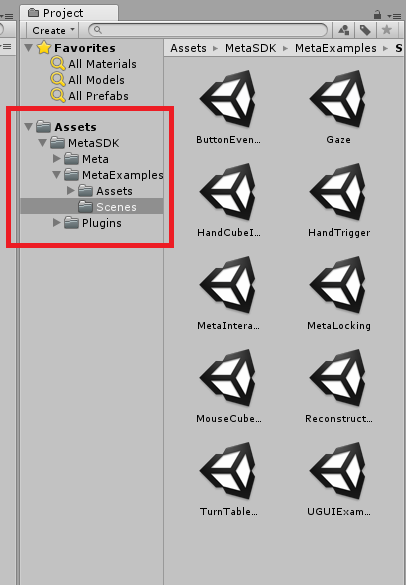 Project
Create
Favorites
All Materials
All Models
All Prefabs
Assets
MetaSDK
Meta
MetaExamples
Assets
Scenes
Plugins
Assets MetaSDK MetaExamples S
ButtonEven... Gaze
HandCubeI... HandTrigger
MetaIntera... MetaLocking
MouseCube... Reconstruct...
TurnTable... UGUIExam...